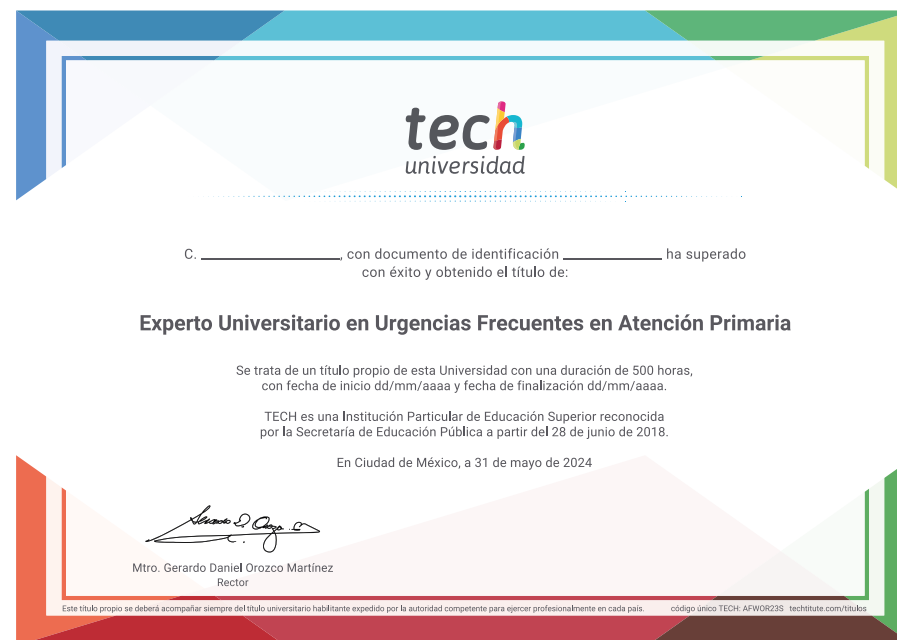 tech
universidad
C. ____________, con documento de identificación _________ ha superado
con éxito y obtenido el título de:
Experto Universitario en Urgencias Frecuentes en Atención Primaria
Se trata de un título propio de esta Universidad con una duración de 500 horas,
con fecha de inicio dd/mm/aaaa y fecha de finalización dd/mm/aaaa.
TECH es una Institución Particular de Educación Superior reconocida
por la Secretaría de Educación Pública a partir del 28 de junio de 2018.
En Ciudad de México, a 31 de mayo de 2024
Mtro. Gerardo Daniel Orozco Martínez
Rector
Este título propio se deberá acompañar siempre del título universitario habilitante expedido por la autoridad competente para ejercer profesionalmente en cada país. código único TECH: AFWOR23S techtitute.com/titulos